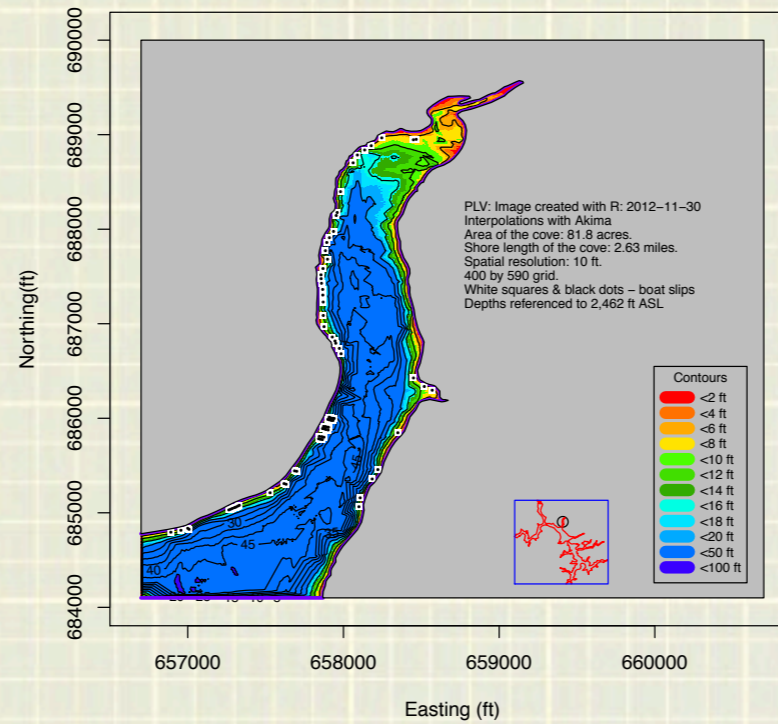 690000
689000
688000
687000
686000
685000
684000
Northing(ft)
PLV: Image created with R: 2012−11−30
Interpolations with Akima
Area of the cove: 81.8 acres.
Shore length of the cove: 2.63 miles.
Spatial resolution: 10 ft.
400 by 590 grid.
White squares & black dots – boat slips
Depths referenced to 2,462 ft ASL
Contours
<2 ft
<4 ft
<6 ft
<8 ft
<10 ft
<12 ft
<14 ft
<16 ft
<18 ft
<20 ft
<50 ft
<100 ft
45
30
45
40
657000
658000
659000
660000
Easting (ft)